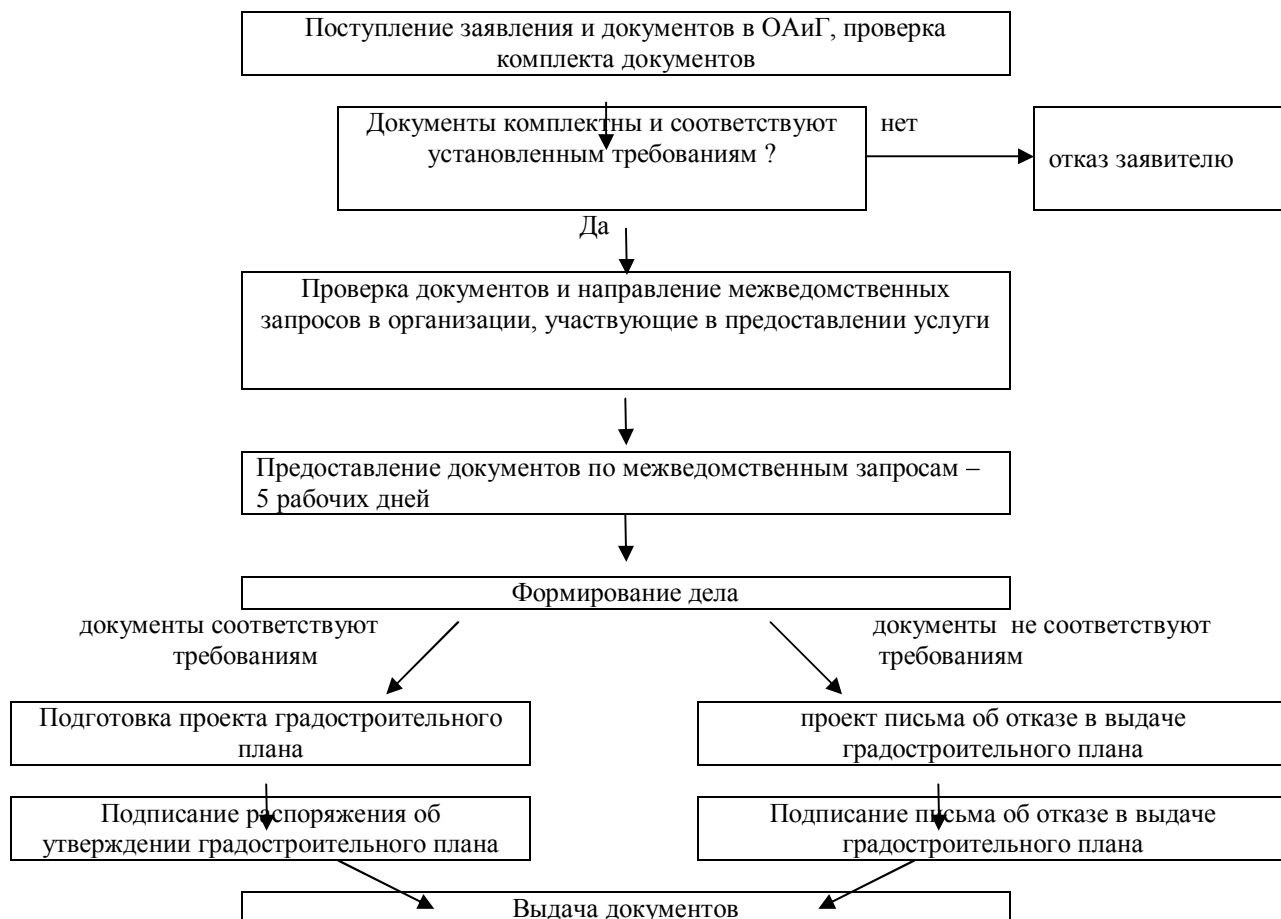 Поступление заявления и документов в ОАиГ, проверка
комплекта документов
Документы комплектны и соответствуют
установленным требованиям ?
нет
отказ заявителю
Да
Проверка документов и направление межведомственных
запросов в организации, участвующие в предоставлении услуги
Предоставление документов по межведомственным запросам –
5 рабочих дней
Формирование дела
документы соответствуют
требованиям
документы не соответствуют
требованиям
Подготовка проекта градостроительного
плана
проект письма об отказе в выдаче
градостроительного плана
Подписание распоряжения об
утверждении градостроительного плана
Подписание письма об отказе в выдаче
градостроительного плана
Выдача документов